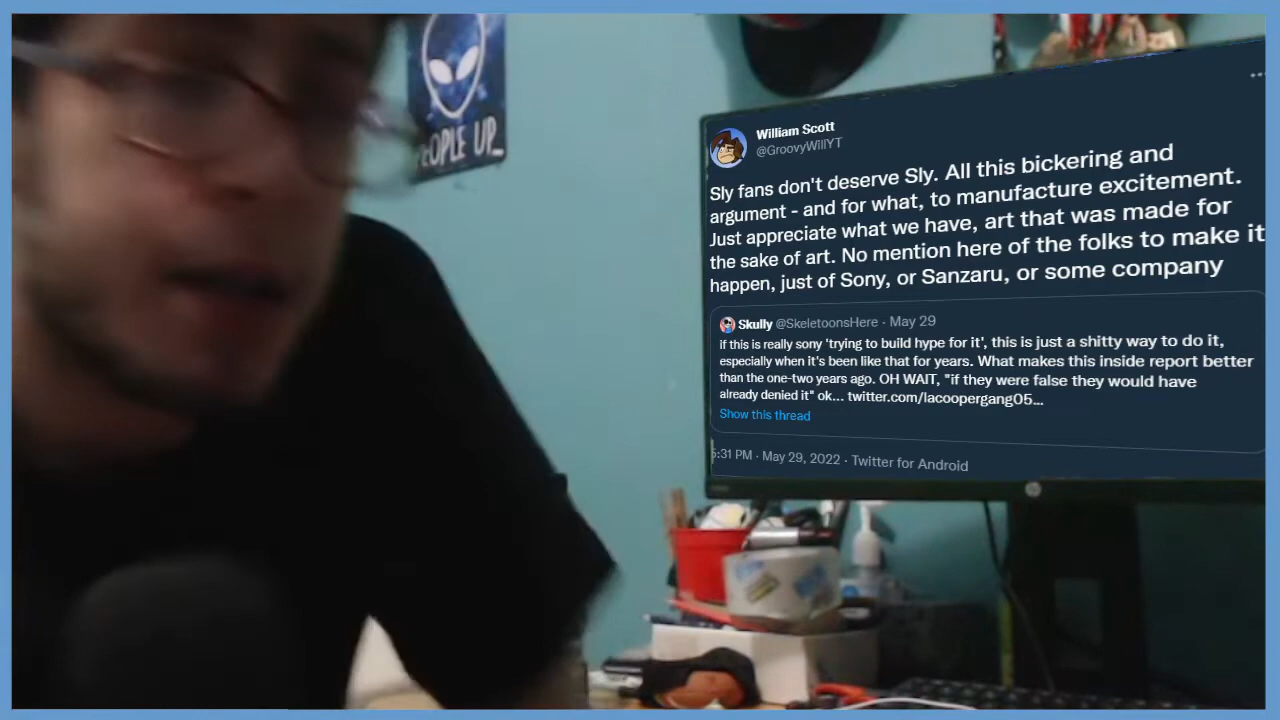 PEOPLE UP_
William Scott
@GroovyWillYT
Sly fans don't deserve Sly. All this bickering and
argument - and for what, to manufacture excitement.
Just appreciate what we have, art that was made for
the sake of art. No mention here of the folks to make it
happen, just of Sony, or Sanzaru, or some company
Skully @SkeletoonsHere · May 29
if this is really sony 'trying to build hype for it', this is just a shitty way to do it,
especially when it's been like that for years. What makes this inside report better
than the one-two years ago. OH WAIT, "if they were false they would have
already denied it" ok... twitter.com/lacoopergang05...
Show this thread
5:31 PM · May 29, 2022 · Twitter for Android